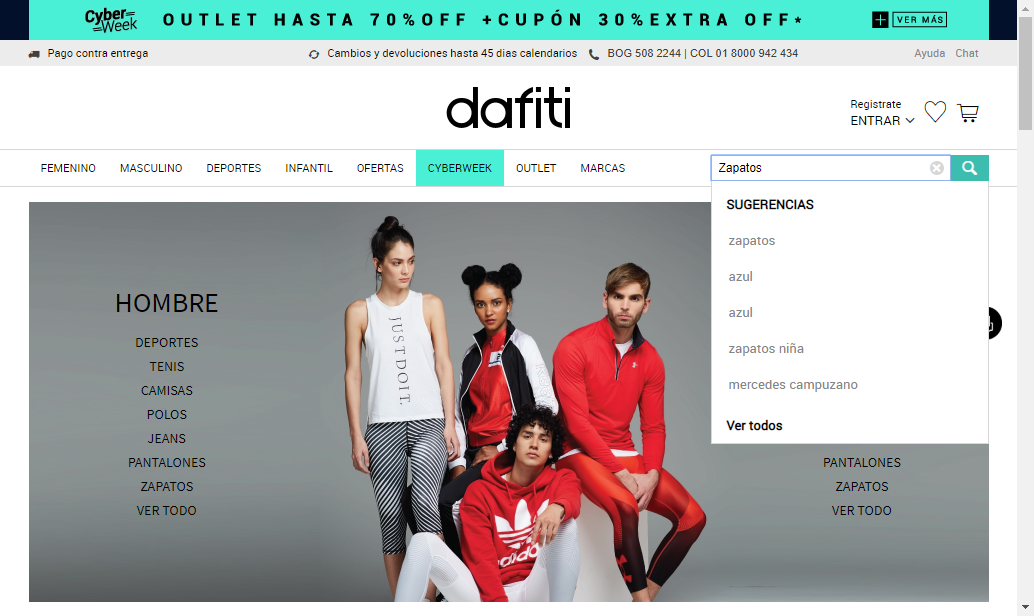 Cyber Week
OUTLET HASTA 70%OFF +CUPÓN 30%EXTRA OFF*
+ VER MÁS
Pago contra entrega
Cambios y devoluciones hasta 45 dias calendarios
BOG 508 2244 | COL 01 8000 942 434
Ayuda
Chat
dafiti
Registrate
ENTRAR
FEMENINO
MASCULINO
DEPORTES
INFANTIL
OFERTAS
CYBERWEEK
OUTLET
MARCAS
Zapatos
SUGERENCIAS
zapatos
azul
azul
zapatos niña
mercedes campuzano
Ver todos
HOMBRE
DEPORTES
TENIS
CAMISAS
POLOS
JEANS
PANTALONES
ZAPATOS
VER TODO
JUST DO IT.
adidas
PANTALONES
ZAPATOS
VER TODO